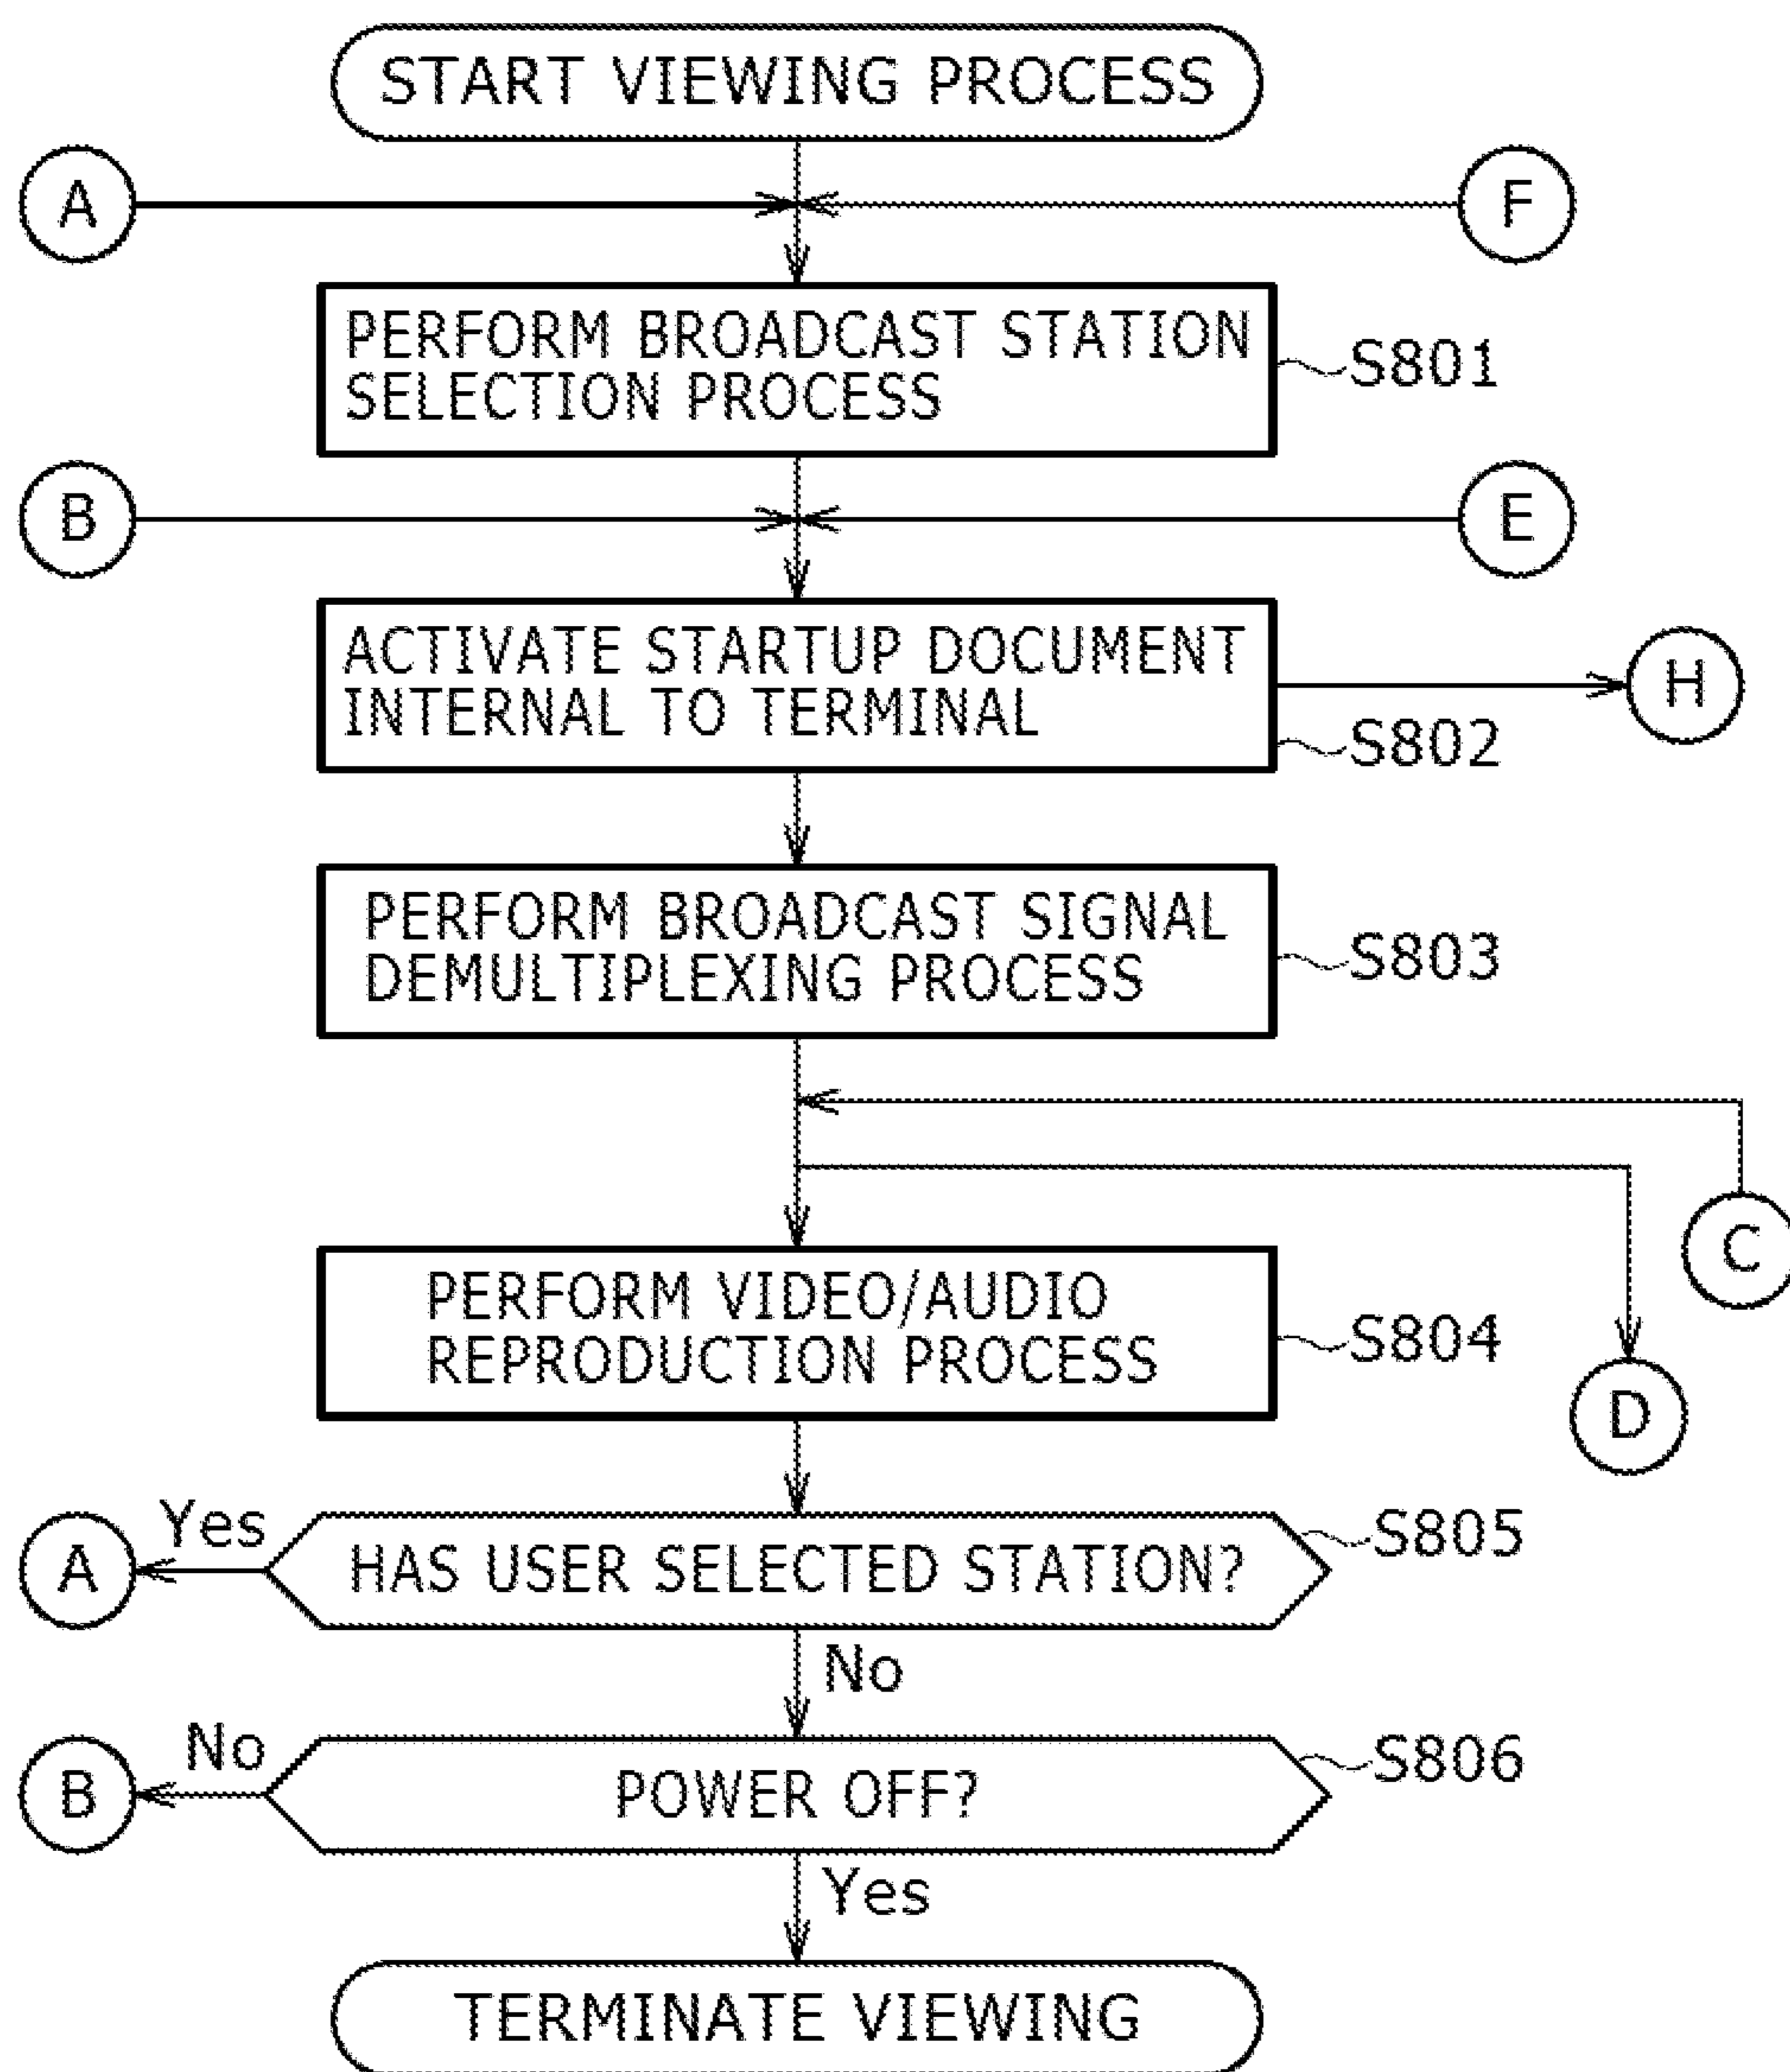 START VIEWING PROCESS
A
F
PERFORM BROADCAST STATION
SELECTION PROCESS
S801
B
E
ACTIVATE STARTUP DOCUMENT
INTERNAL TO TERMINAL
H
S802
PERFORM BROADCAST SIGNAL
DEMULTIPLEXING PROCESS
S803
C
PERFORM VIDEO/AUDIO
REPRODUCTION PROCESS
S804
D
Yes
A
HAS USER SELECTED STATION?
S805
No
No
B
POWER OFF?
S806
Yes
TERMINATE VIEWING